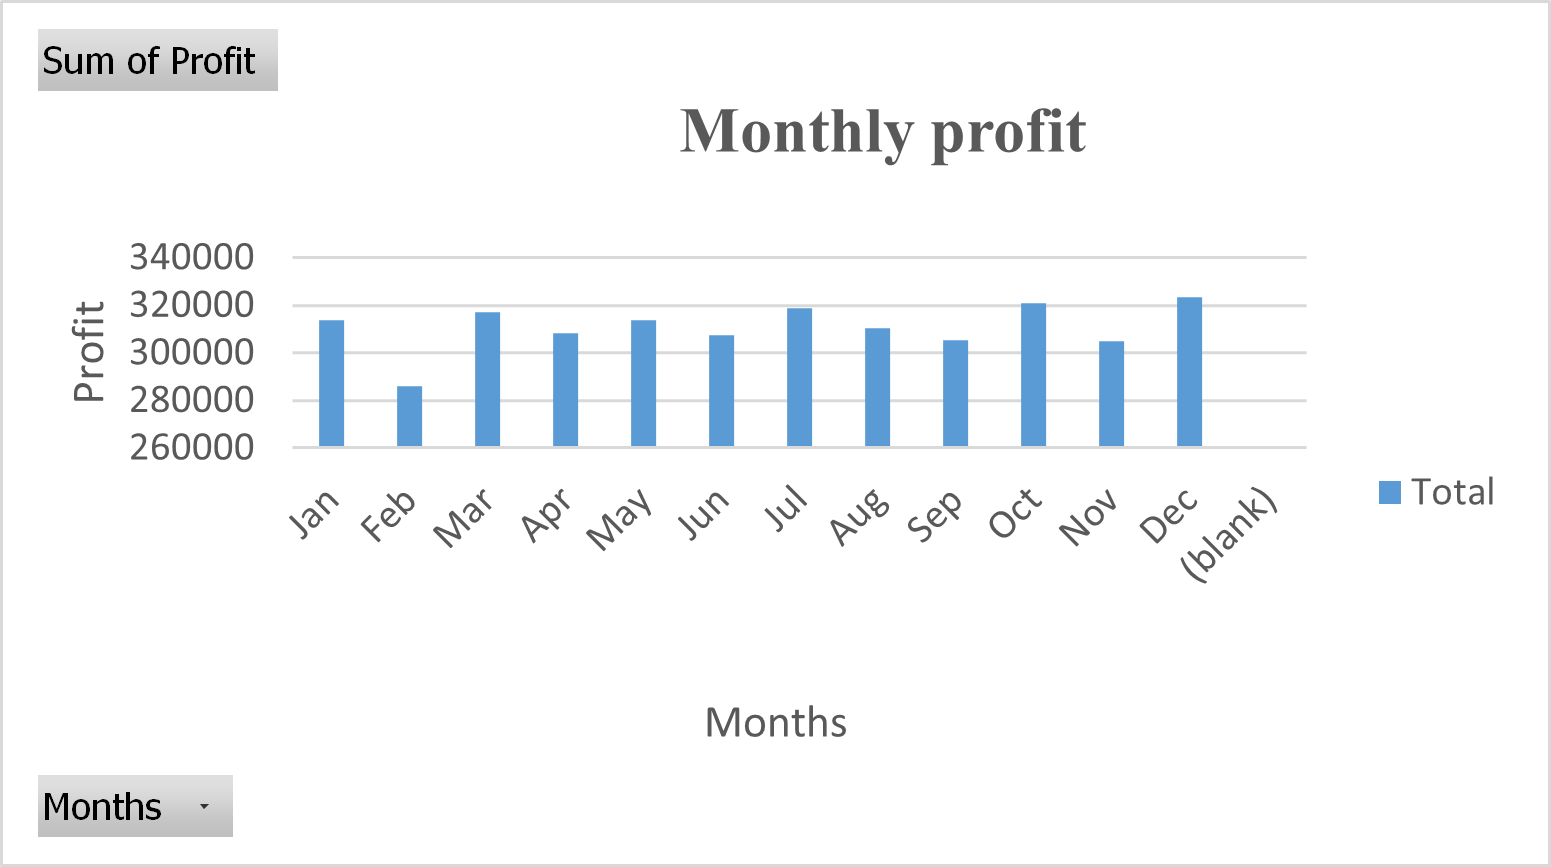 Sum of Profit
Monthly profit
340000
320000
300000
280000
260000
Profit
Jan
Feb
Mar
Apr
May
Jun
Jul
Aug
Sep
Oct
Nov
Dec
(blank)
Total
Months
Months